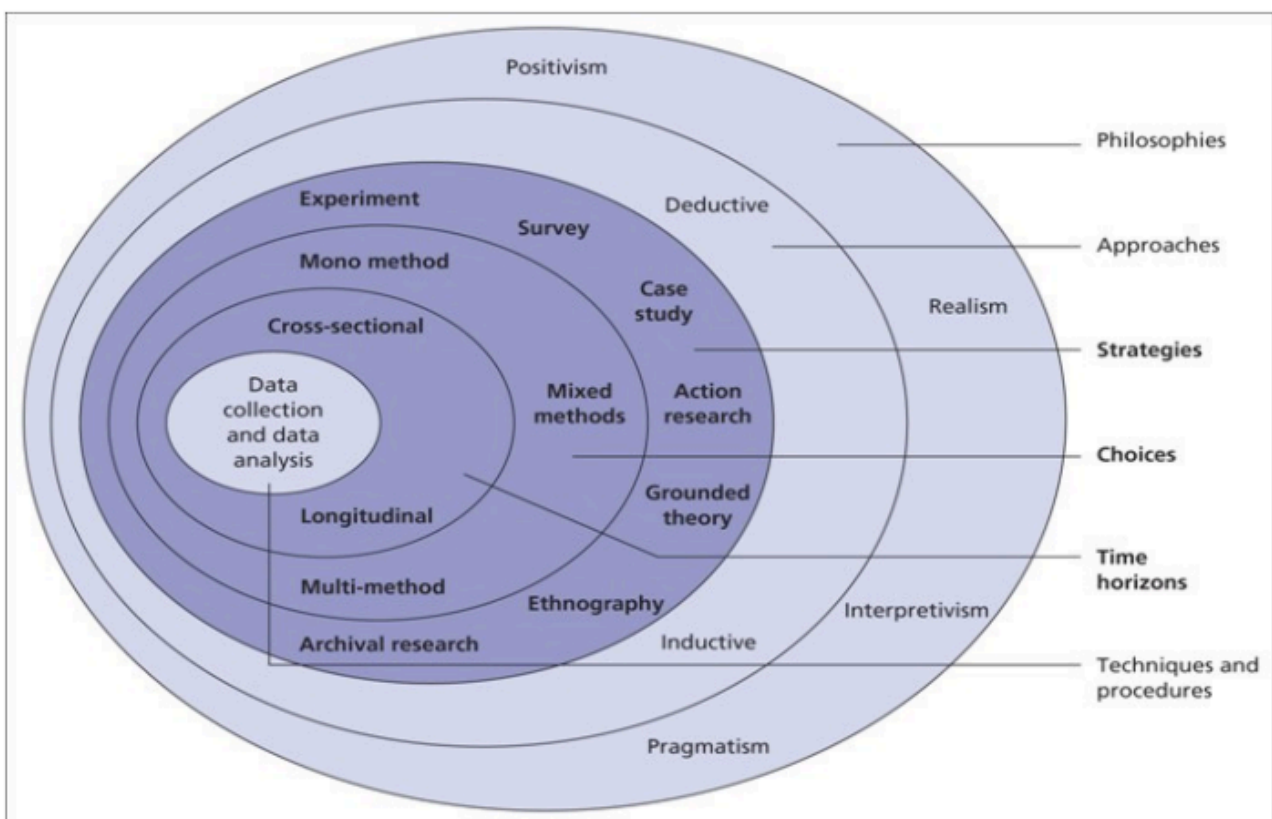 Positivism
Philosophies
Experiment
Deductive
Survey
Approaches
Mono method
Case
study
Realism
Cross-sectional
Strategies
Data
collection
and data
analysis
Mixed
methods
Action
research
Choices
Longitudinal
Grounded
theory
Time
horizons
Multi-method
Ethnography
Interpretivism
Archival research
Inductive
Techniques and
procedures
Pragmatism